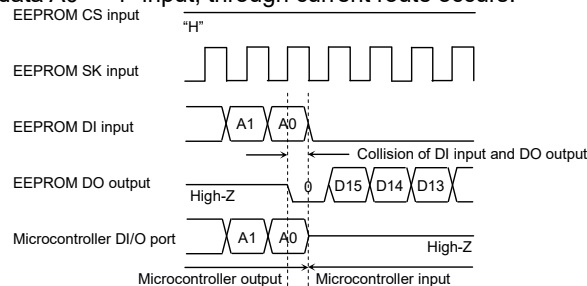 EEPROM CS input
"H"
EEPROM SK input
EEPROM DI input
A1
A0
Collision of DI input and DO output
EEPROM DO output
High-Z
0
D15
D14
D13
Microcontroller DI/O port
A1
A0
High-Z
Microcontroller output
Microcontroller input